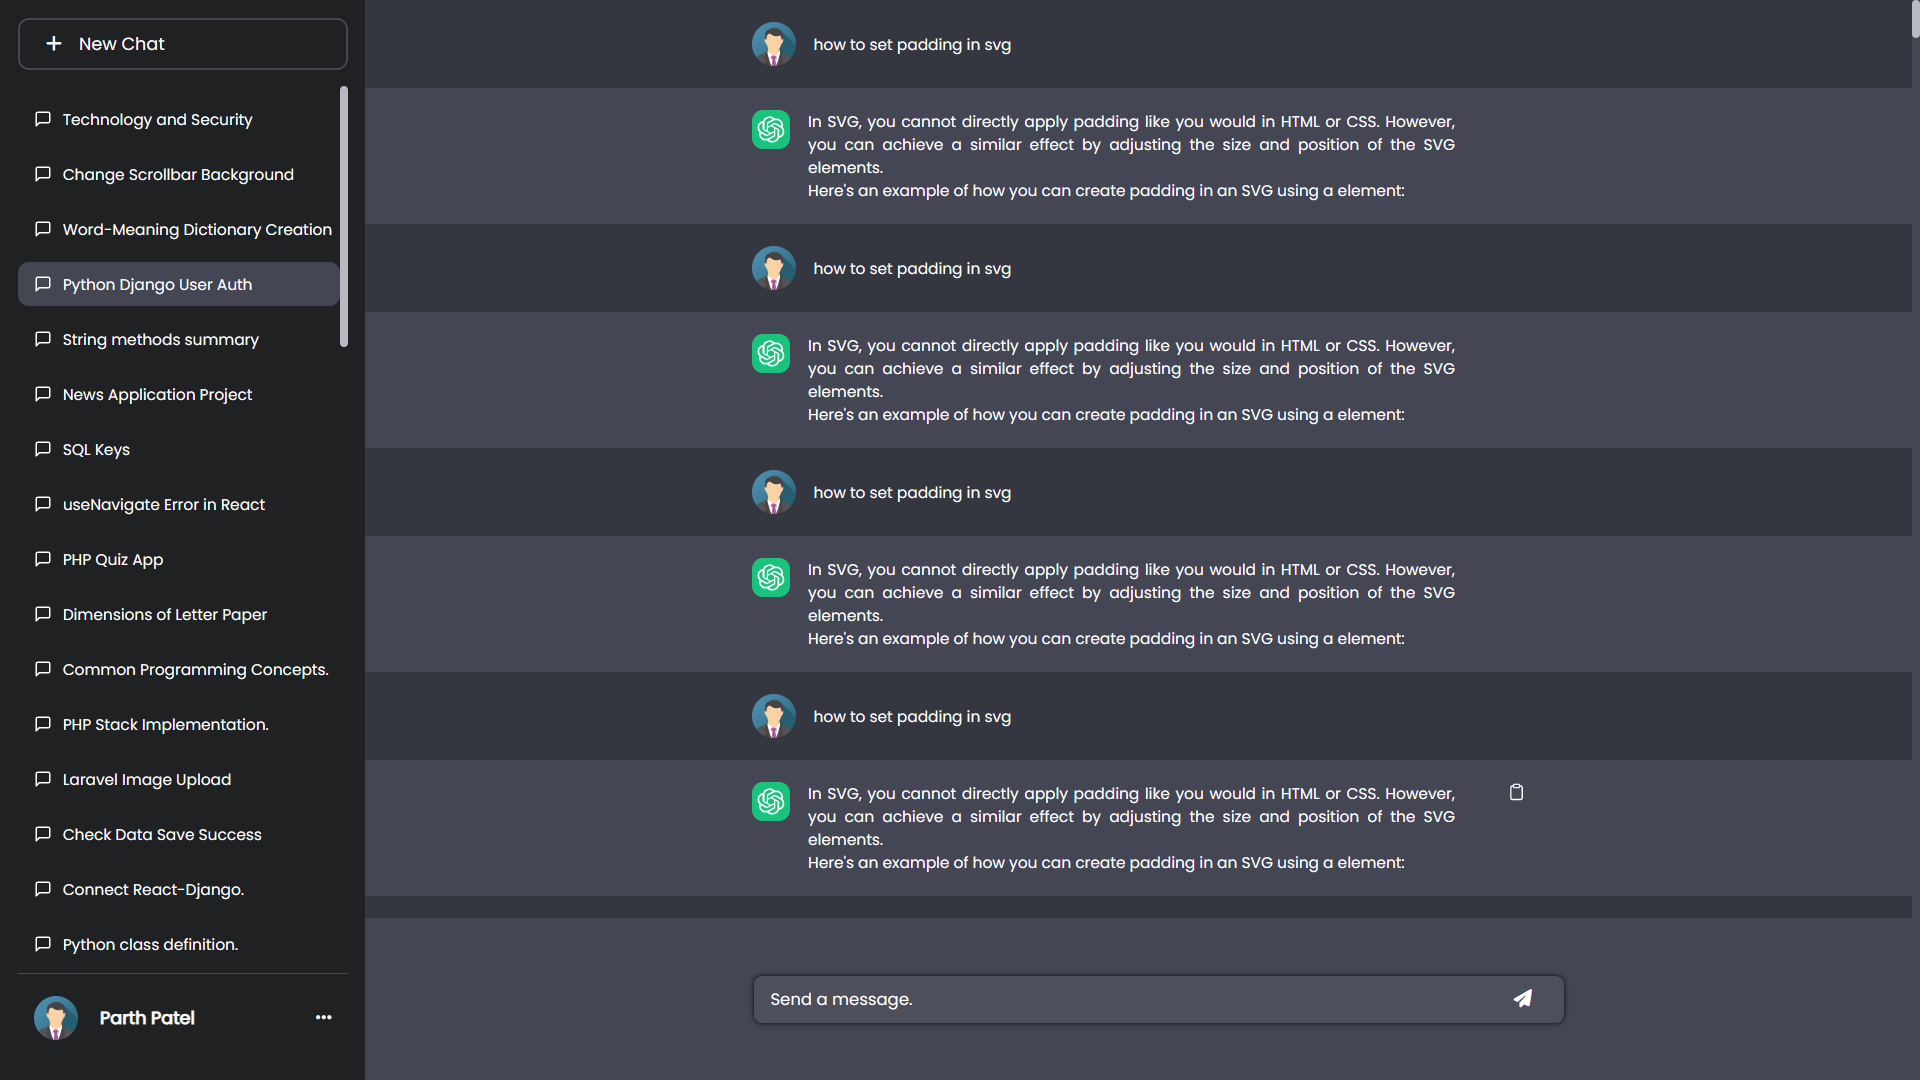 New Chat
Technology and Security
Change Scrollbar Background
Word-Meaning Dictionary Creation
Python Django User Auth
String methods summary
News Application Project
SQL Keys
useNavigate Error in React
PHP Quiz App
Dimensions of Letter Paper
Common Programming Concepts.
PHP Stack Implementation.
Laravel Image Upload
Check Data Save Success
Connect React-Django.
Python class definition.
Parth Patel
how to set padding in svg
In SVG, you cannot directly apply padding like you would in HTML or CSS. However,
you can achieve a similar effect by adjusting the size and position of the SVG
elements.
Here's an example of how you can create padding in an SVG using a element:
how to set padding in svg
In SVG, you cannot directly apply padding like you would in HTML or CSS. However,
you can achieve a similar effect by adjusting the size and position of the SVG
elements.
Here's an example of how you can create padding in an SVG using a element:
how to set padding in svg
In SVG, you cannot directly apply padding like you would in HTML or CSS. However,
you can achieve a similar effect by adjusting the size and position of the SVG
elements.
Here's an example of how you can create padding in an SVG using a element:
how to set padding in svg
In SVG, you cannot directly apply padding like you would in HTML or CSS. However,
you can achieve a similar effect by adjusting the size and position of the SVG
elements.
Here's an example of how you can create padding in an SVG using a element:
Send a message.